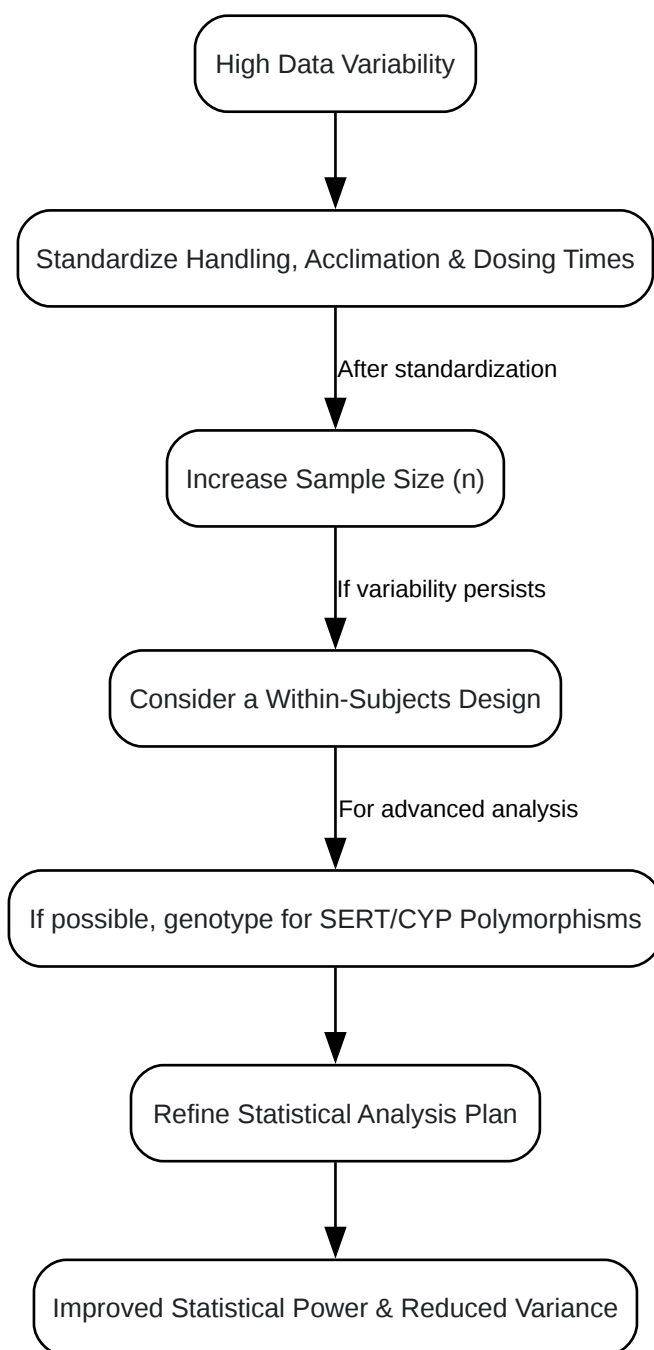 High Data Variability
Standardize Handling, Acclimation & Dosing Times
After standardization
Increase Sample Size (n)
If variability persists
Consider a Within-Subjects Design
For advanced analysis
If possible, genotype for SERT/CYP Polymorphisms
Refine Statistical Analysis Plan
Improved Statistical Power & Reduced Variance